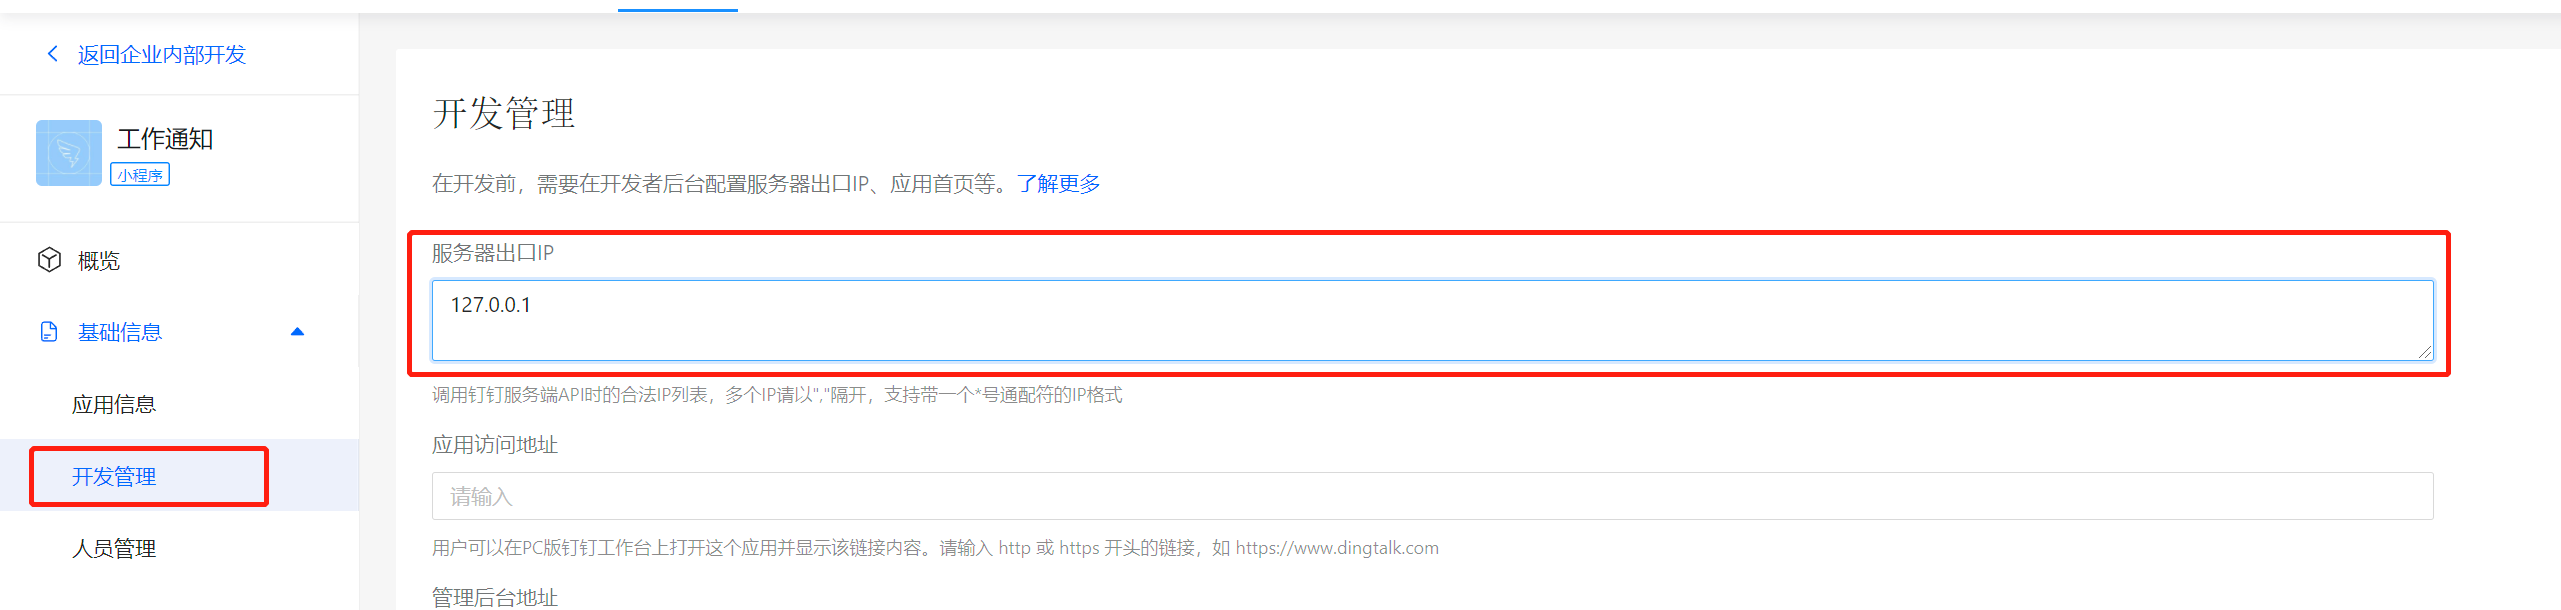 返回企业内部开发
工作通知
小程序
概览
基础信息
应用信息
开发管理
人员管理
开发管理
在开发前，需要在开发者后台配置服务器出口IP、应用首页等。了解更多
服务器出口IP
127.0.0.1
调用钉钉服务端API时的合法IP列表，多个IP请以","隔开，支持带一个*号通配符的IP格式
应用访问地址
请输入
用户可以在PC版钉钉工作台上打开这个应用并显示该链接内容。请输入 http 或 https 开头的链接，如 https://www.dingtalk.com
管理后台地址